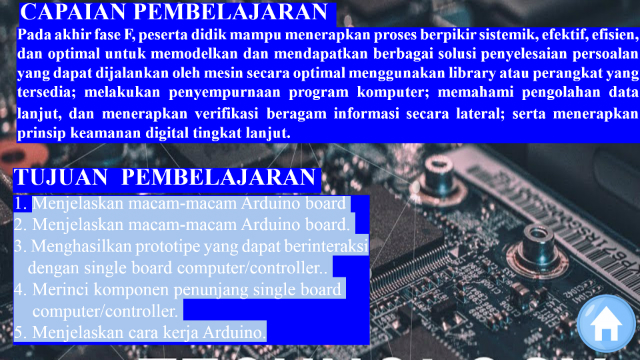 CAPAIAN PEMBELAJARAN
Pada akhir fase F, peserta didik mampu menerapkan proses berpikir sistemik, efektif, efisien,
dan optimal untuk memodelkan dan mendapatkan berbagai solusi penyelesaian persoalan
yang dapat dijalankan oleh mesin secara optimal menggunakan library atau perangkat yang
tersedia; melakukan penyempurnaan program komputer; memahami pengolahan data
lanjut, dan menerapkan verifikasi beragam informasi secara lateral; serta menerapkan
prinsip keamanan digital tingkat lanjut.
TUJUAN PEMBELAJARAN
1. Menjelaskan macam-macam Arduino board
2. Menjelaskan macam-macam Arduino board.
3. Menghasilkan prototipe yang dapat berinteraksi
dengan single board computer/controller..
4. Merinci komponen penunjang single board
computer/controller.
5. Menjelaskan cara kerja Arduino.